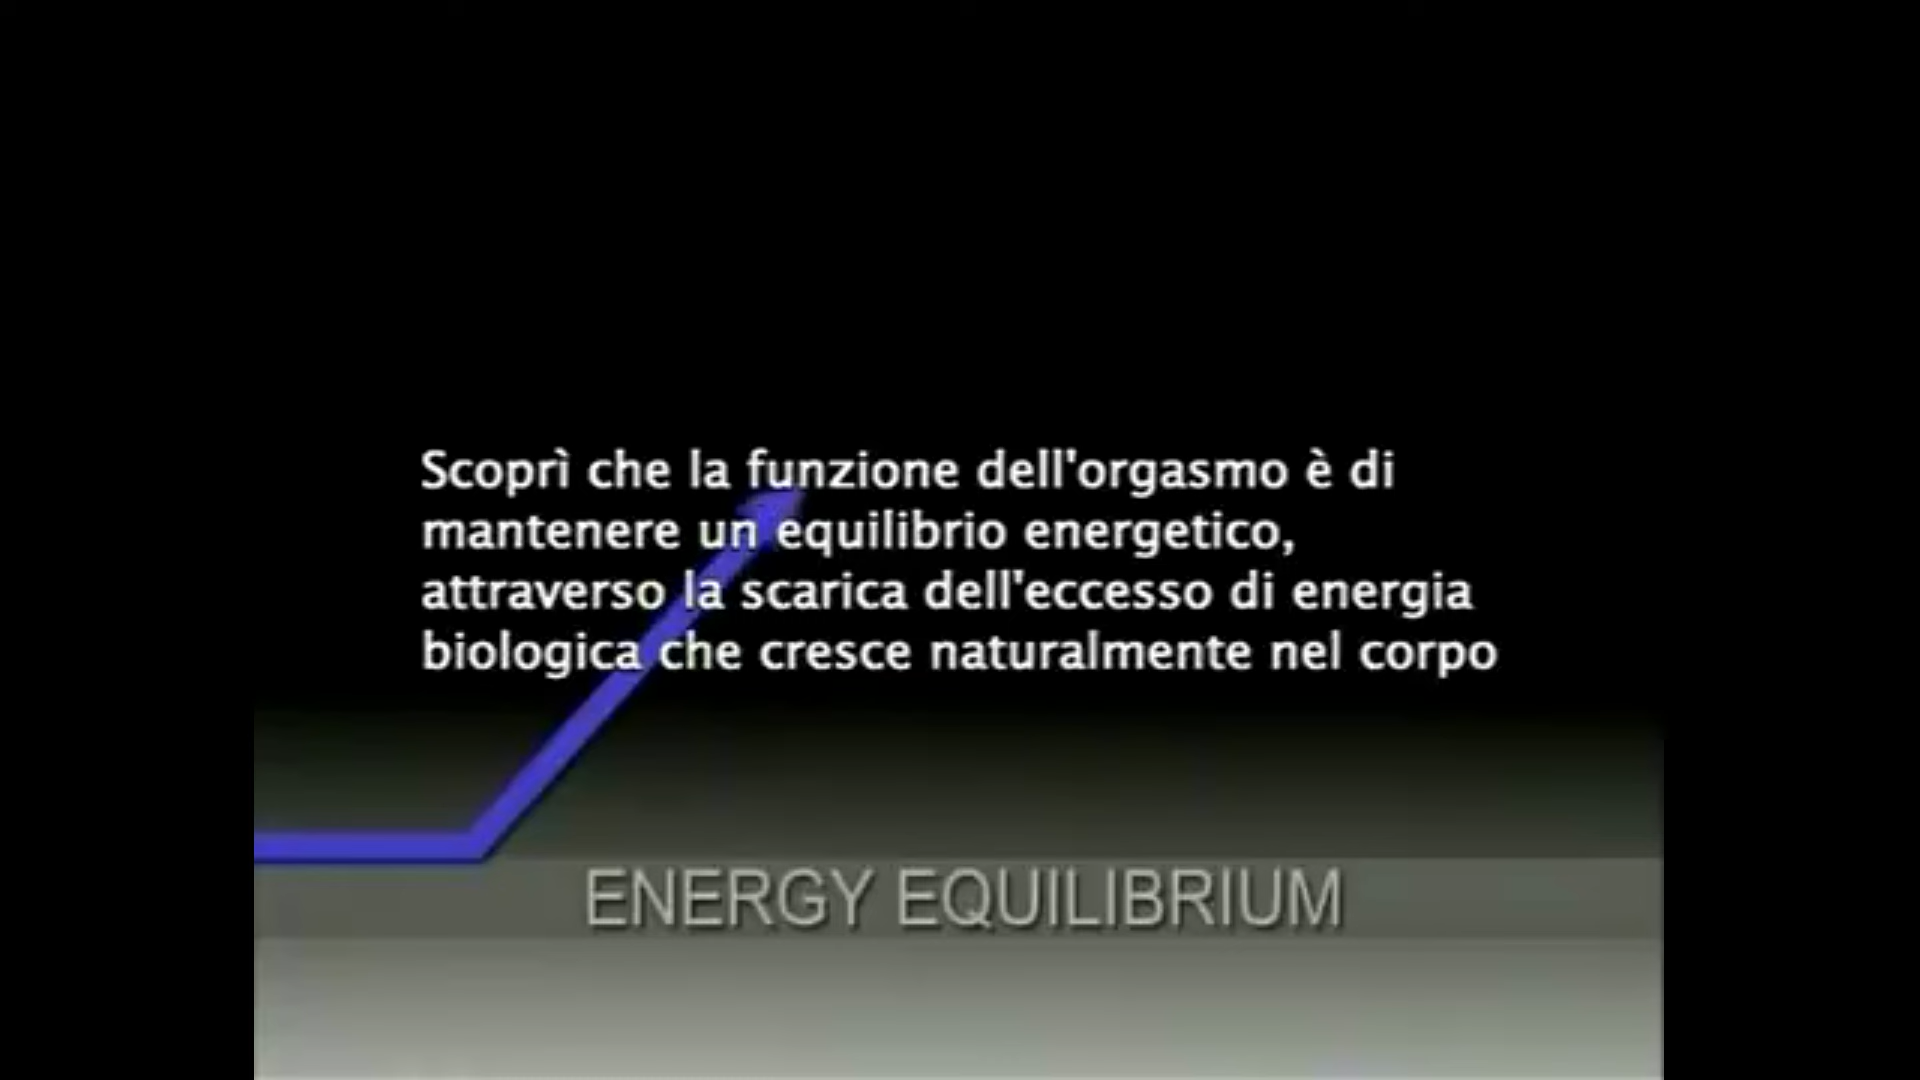 Scoprì che la funzione dell'orgasmo è di
mantenere un equilibrio energetico,
attraverso la scarica dell'eccesso di energia
biologica che cresce naturalmente nel corpo
ENERGY EQUILIBRIUM